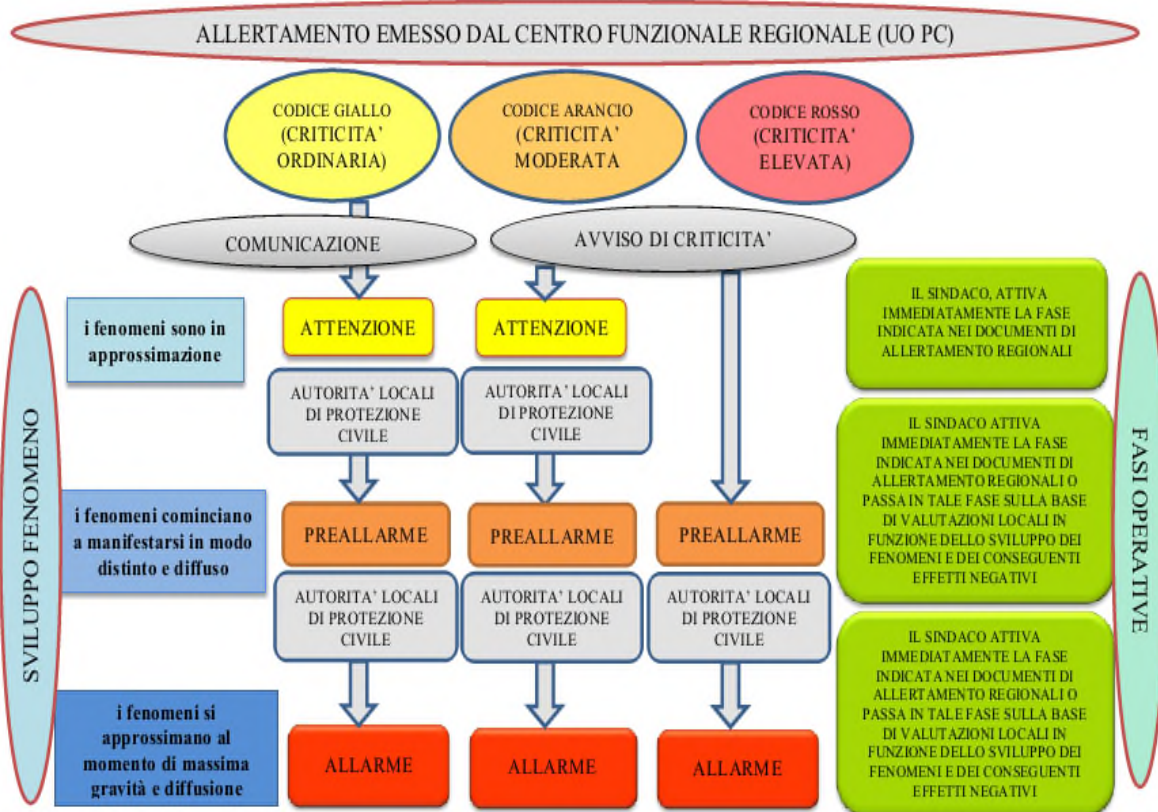 ALLERTAMENTO EMESSO DAL CENTRO FUNZIONALE REGIONALE (UO PC)
CODICE GIALLO
(CRITICITA'
ORDINARIA)
CODICE ARANCIO
(CRITICITA'
MODERATA
CODICE ROSSO
(CRITICITA'
ELEVATA)
COMUNICAZIONE
AVVISO DI CRITICITA'
SVILUPPO FENOMENO
i fenomeni sono in
approssimazione
ATTENZIONE
ATTENZIONE
IL SINDACO, ATTIVA
IMMEDIATAMENTE LA FASE
INDICATA NEI DOCUMENTI DI
ALLERTAMENTO REGIONALI
AUTORITA' LOCALI
DI PROTEZIONE
CIVILE
AUTORITA' LOCALI
DI PROTEZIONE
CIVILE
i fenomeni cominciano
a manifestarsi in modo
distinto e diffuso
PREALLARME
PREALLARME
PREALLARME
IL SINDACO ATTIVA
IMMEDIATAMENTE LA FASE
INDICATA NEI DOCUMENTI DI
ALLERTAMENTO REGIONALI O
PASSA IN TALE FASE SULLA BASE
DI VALUTAZIONI LOCALI IN
FUNZIONE DELLO SVILUPPO DEI
FENOMENI E DEI CONSEGUENTI
EFFETTI NEGATIVI
AUTORITA' LOCALI
DI PROTEZIONE
CIVILE
AUTORITA' LOCALI
DI PROTEZIONE
CIVILE
AUTORITA' LOCALI
DI PROTEZIONE
CIVILE
i fenomeni si
approssimano al
momento di massima
gravità e diffusione
ALLARME
ALLARME
ALLARME
IL SINDACO ATTIVA
IMMEDIATAMENTE LA FASE
INDICATA NEI DOCUMENTI DI
ALLERTAMENTO REGIONALI O
PASSA IN TALE FASE SULLA BASE
DI VALUTAZIONI LOCALI IN
FUNZIONE DELLO SVILUPPO DEI
FENOMENI E DEI CONSEGUENTI
EFFETTI NEGATIVI
FASI OPERATIVE